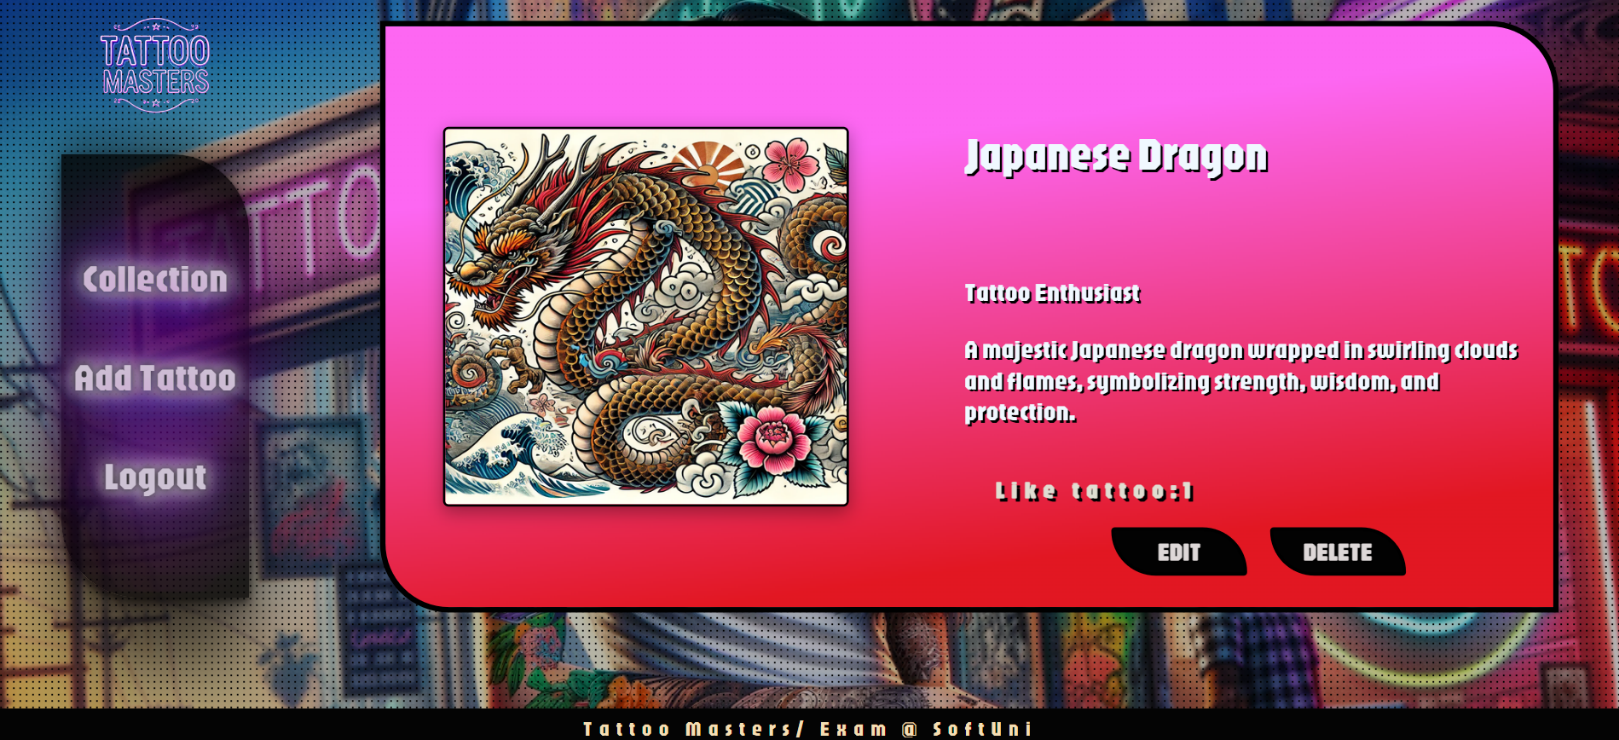 TATTOO
MASTERS
Collection
Add Tattoo
Logout
Japanese Dragon
Tattoo Enthusiast
A majestic Japanese dragon wrapped in swirling clouds
and flames, symbolizing strength, wisdom, and
protection.
Like tattoo:1
EDIT
DELETE
Tattoo Masters/ Exam @ SoftUni